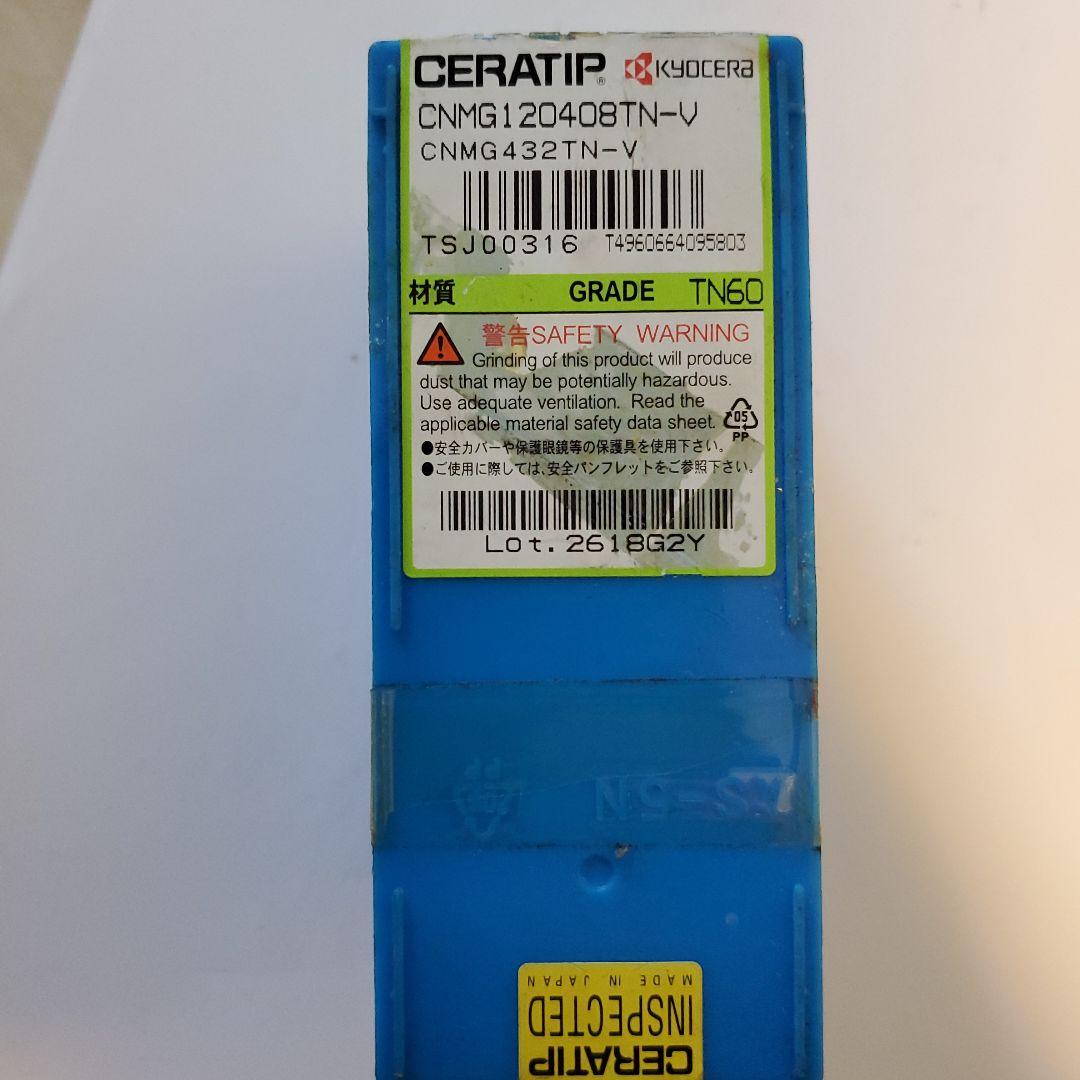 CERATIP® KYOCERA
CNMG120408TN-V
CNMG432TN-V
TSJ00316 T4960664095803
材質 GRADE TN60
警告SAFETY WARNING
Grinding of this product will produce
dust that may be potentially hazardous.
Use adequate ventilation. Read the
applicable material safety data sheet.
05
PP
●安全カバーや保護眼鏡等の保護具を使用下さい。
●ご使用に際しては、安全パンフレットをご参照下さい。
Lot. 2618G2Y
S-5N
MADE IN JAPAN
INSPECTED
CERATIP